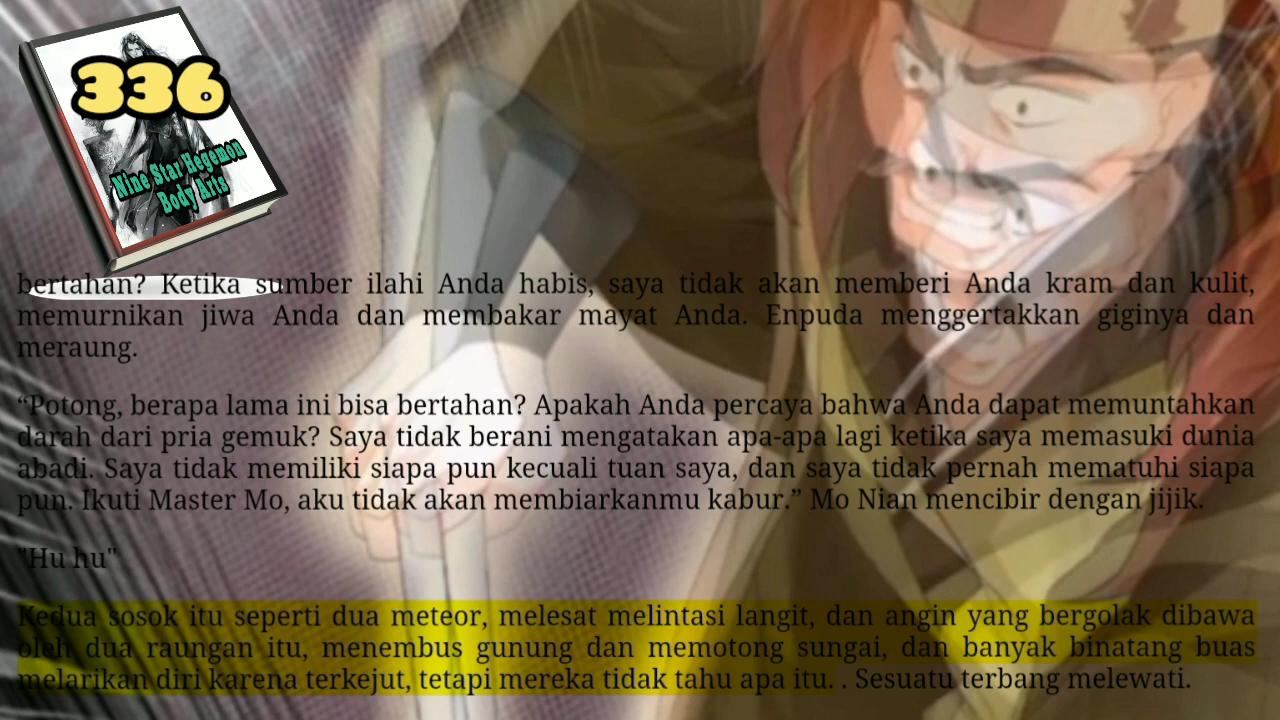 336
Nine Star Hegemon
Body Arts
bertahan? Ketika sumber ilahi Anda habis, saya tidak akan memberi Anda kram dan kulit,
memurnikan jiwa Anda dan membakar mayat Anda. Enpuda menggertakkan giginya dan
meraung.
“Potong, berapa lama ini bisa bertahan? Apakah Anda percaya bahwa Anda dapat memuntahkan
darah dari pria gemuk? Saya tidak berani mengatakan apa-apa lagi ketika saya memasuki dunia
abadi. Saya tidak memiliki siapa pun kecuali tuan saya, dan saya tidak pernah mematuhi siapa
pun. Ikuti Master Mo, aku tidak akan membiarkanmu kabur.” Mo Nian mencibir dengan jijik.
"Hu hu"
Kedua sosok itu seperti dua meteor, melesat melintasi langit, dan angin yang bergolak dibawa
oleh dua raungan itu, menembus gunung dan memotong sungai, dan banyak binatang buas
melarikan diri karena terkejut, tetapi mereka tidak tahu apa itu. . Sesuatu terbang melewati.